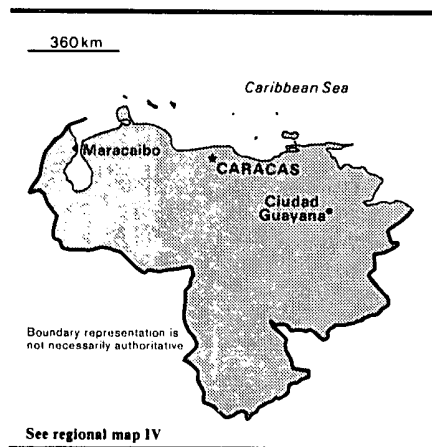 360 km
Caribbean Sea
Maracaibo
CARACAS
Ciudad
Guayana
Boundary representation is
not necessarily authoritative
See regional map IV